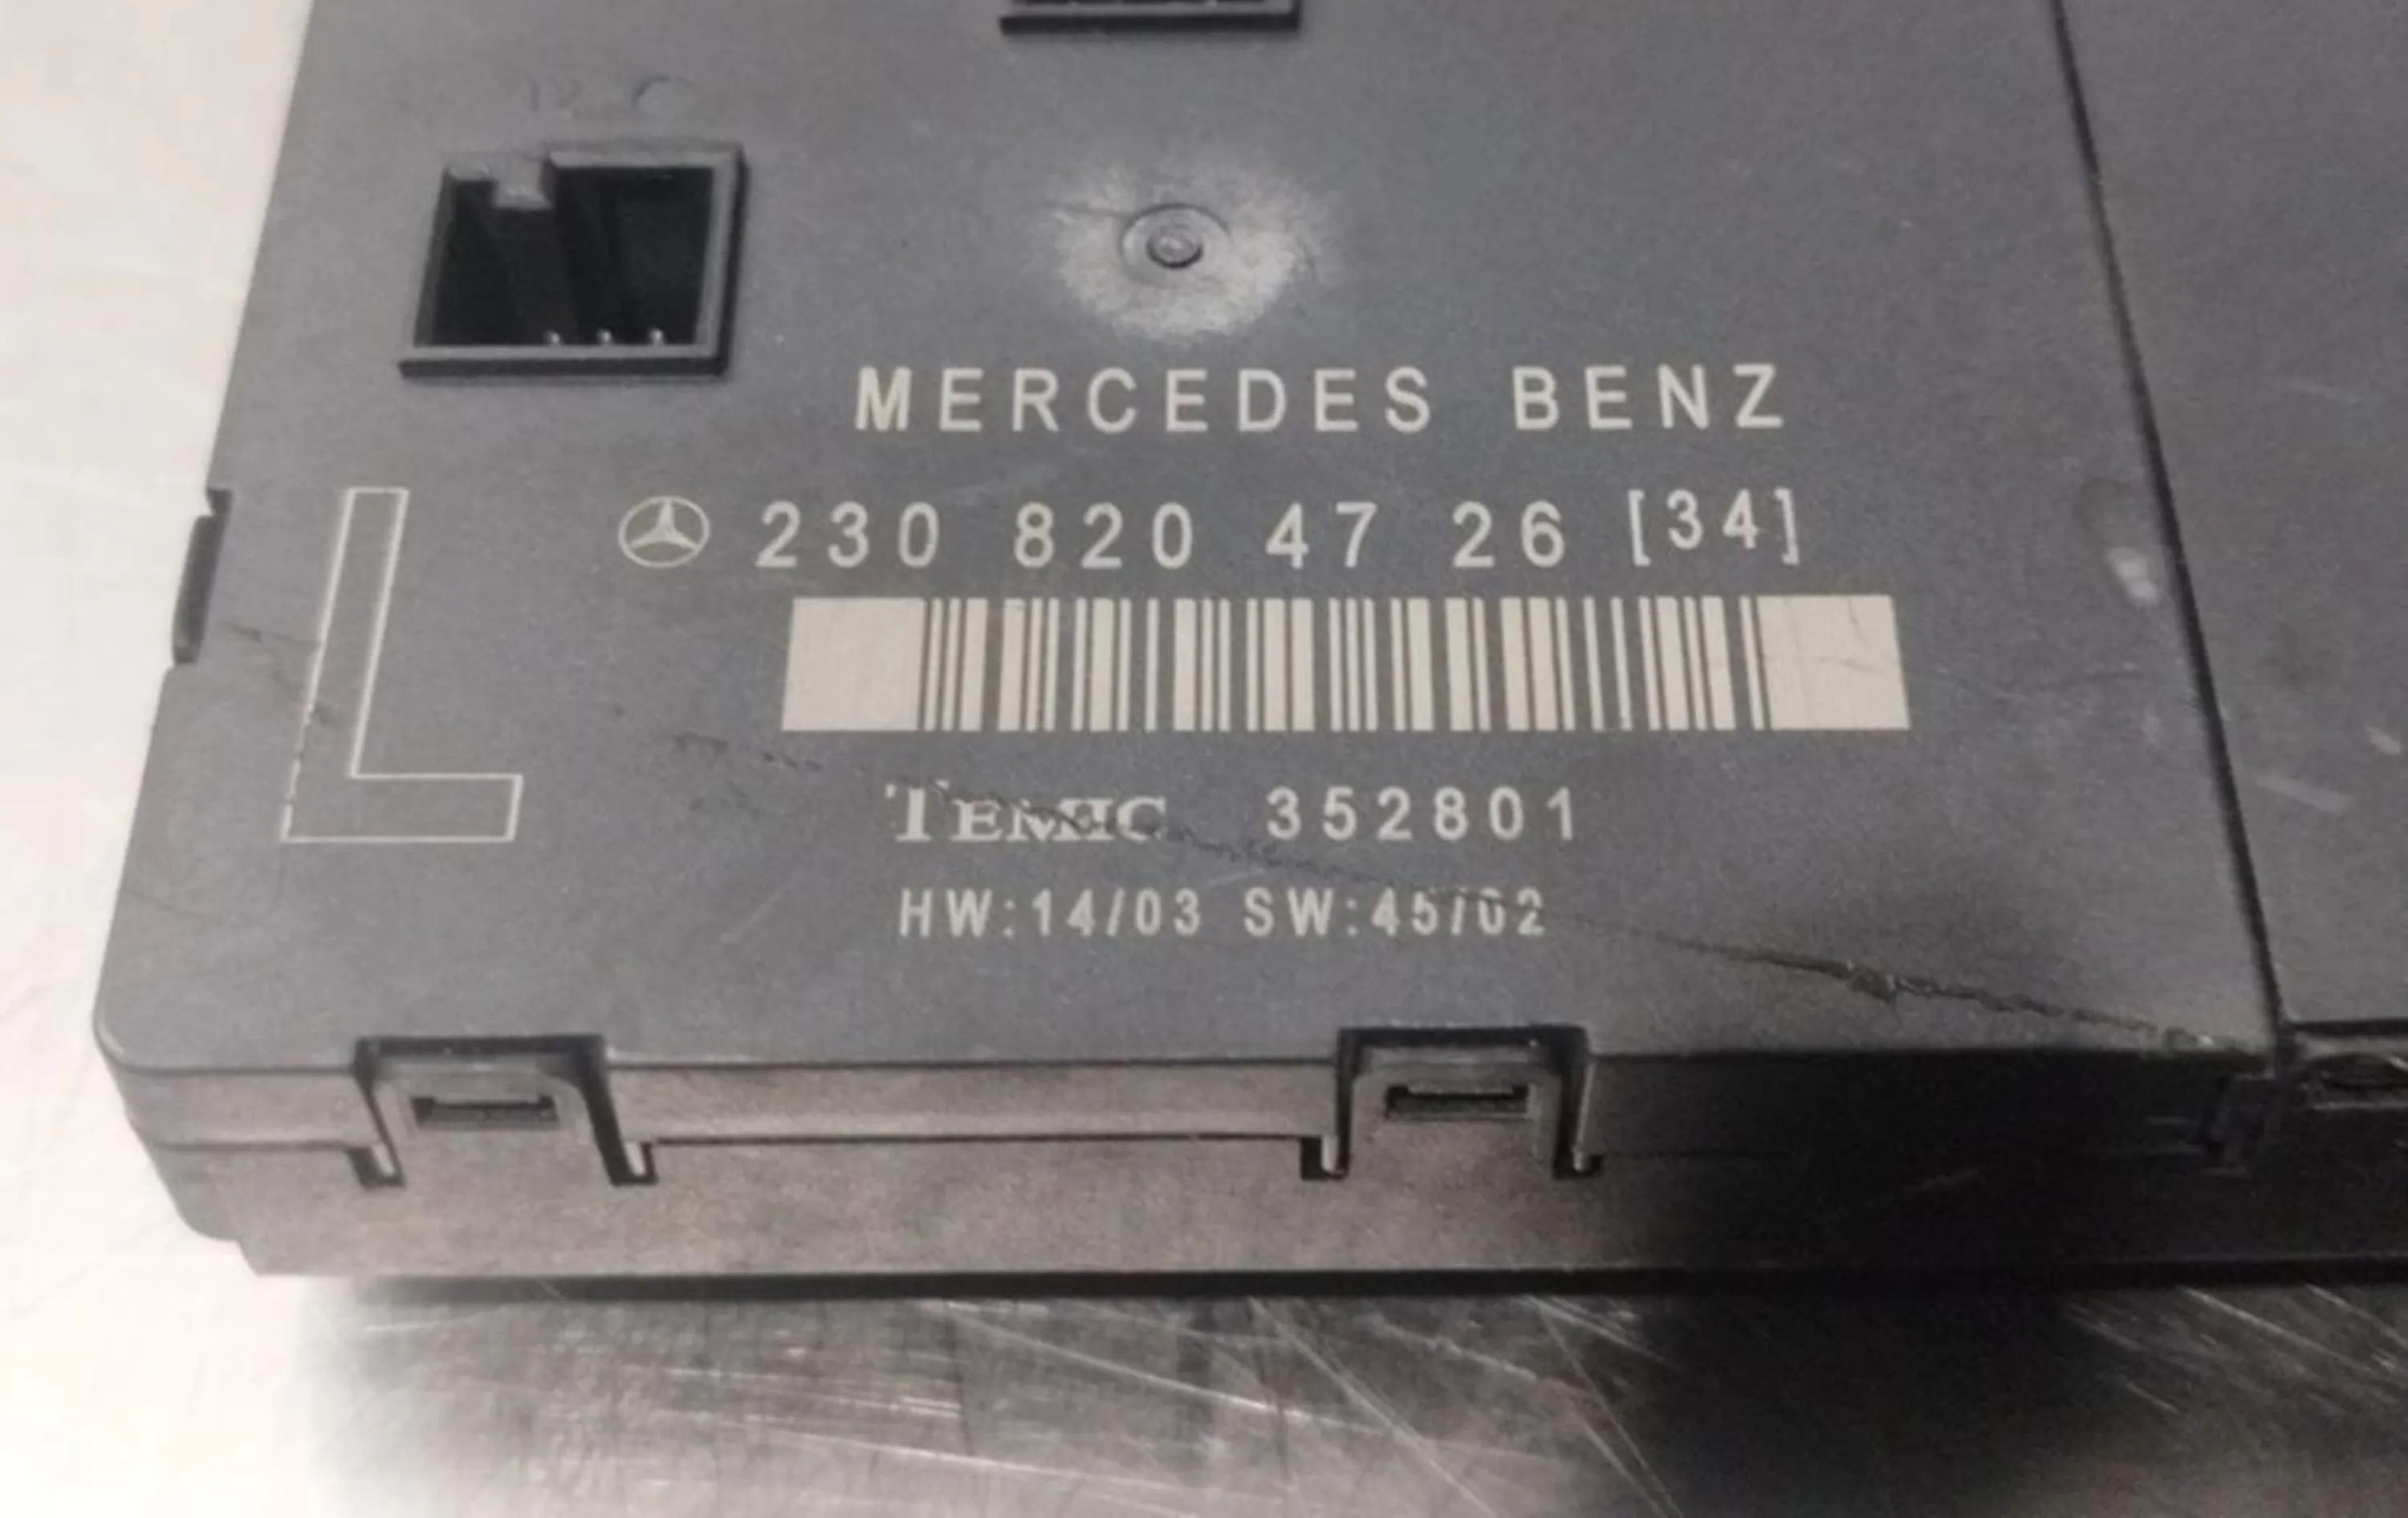 MERCEDES BENZ
230 820 47 26 [34]
L
TEMIC 352801
HW:14/03 SW:45/02